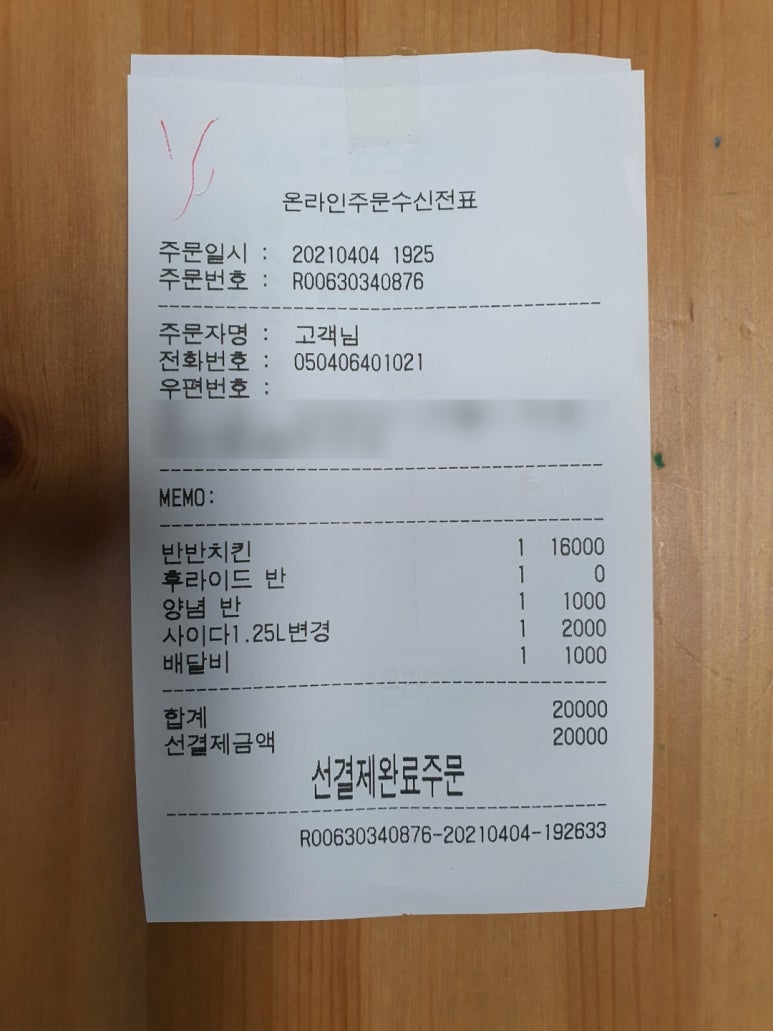 온라인주문수신전표
주문일시 : 20210404 1925
주문번호 : R00630340876
주문자명 : 고객님
전화번호 : 050406401021
우편번호 :
MEMO:
반반치킨 1 16000
후라이드 반 1 0
양념 반 1 1000
사이다1.25L변경 1 2000
배달비 1 1000
합계 20000
선결제금액 20000
선결제완료주문
R00630340876-20210404-192633